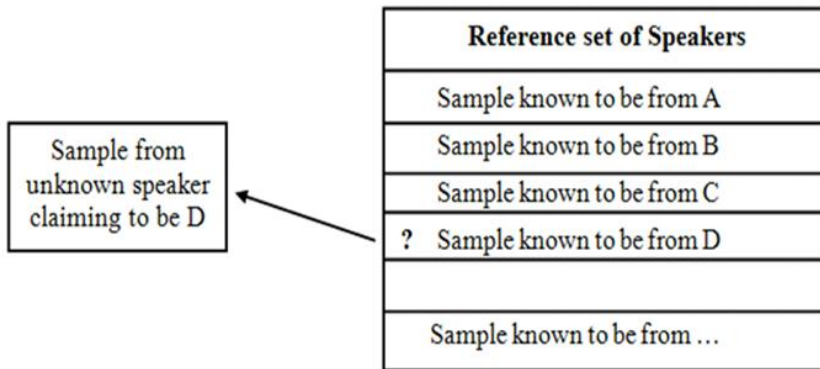 Reference set of Speakers
Sample known to be from A
Sample known to be from B
Sample known to be from C
? Sample known to be from D
Sample known to be from ...
Sample from
unknown speaker
claiming to be D